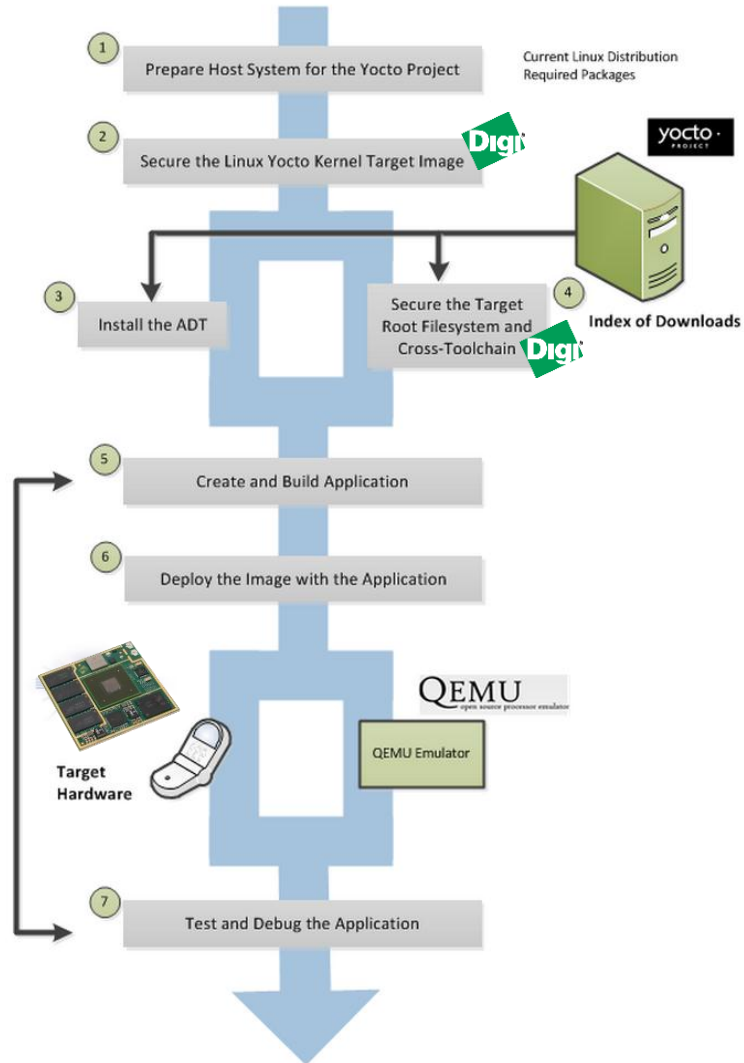 1
Prepare Host System for the Yocto Project
Current Linux Distribution
Required Packages
2
Secure the Linux Yocto Kernel Target Image
Digi
yocto ·
PROJECT
3
Install the ADT
4
Secure the Target
Root Filesystem and
Cross-Toolchain
Digi
Index of Downloads
5
Create and Build Application
6
Deploy the Image with the Application
QEMU
open source processor emulator
QEMU Emulator
Target
Hardware
7
Test and Debug the Application